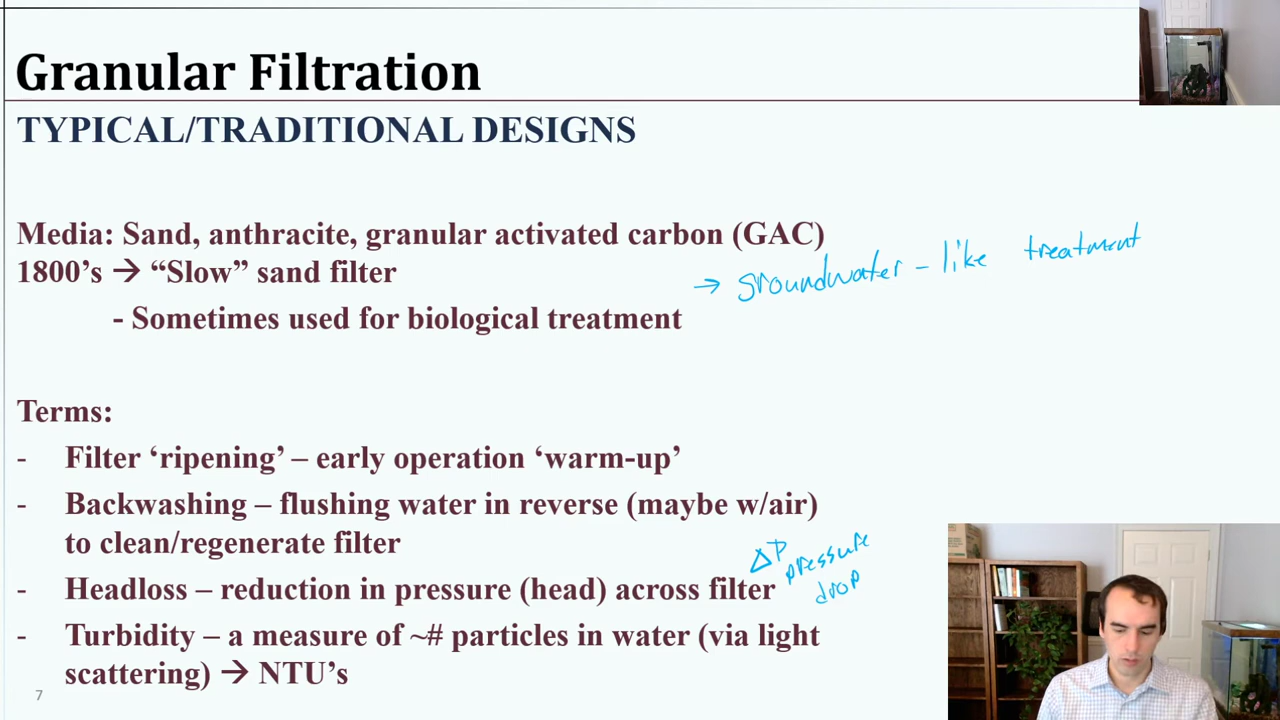 Granular Filtration
TYPICAL/TRADITIONAL DESIGNS
Media: Sand, anthracite, granular activated carbon (GAC)
1800’s → “Slow” sand filter
→ groundwater - like treatment
- Sometimes used for biological treatment
Terms:
- Filter ‘ripening’ – early operation ‘warm-up’
- Backwashing – flushing water in reverse (maybe w/air)
to clean/regenerate filter
- Headloss – reduction in pressure (head) across filter
ΔP
pressure
drop
- Turbidity – a measure of ~# particles in water (via light
scattering) → NTU’s
7